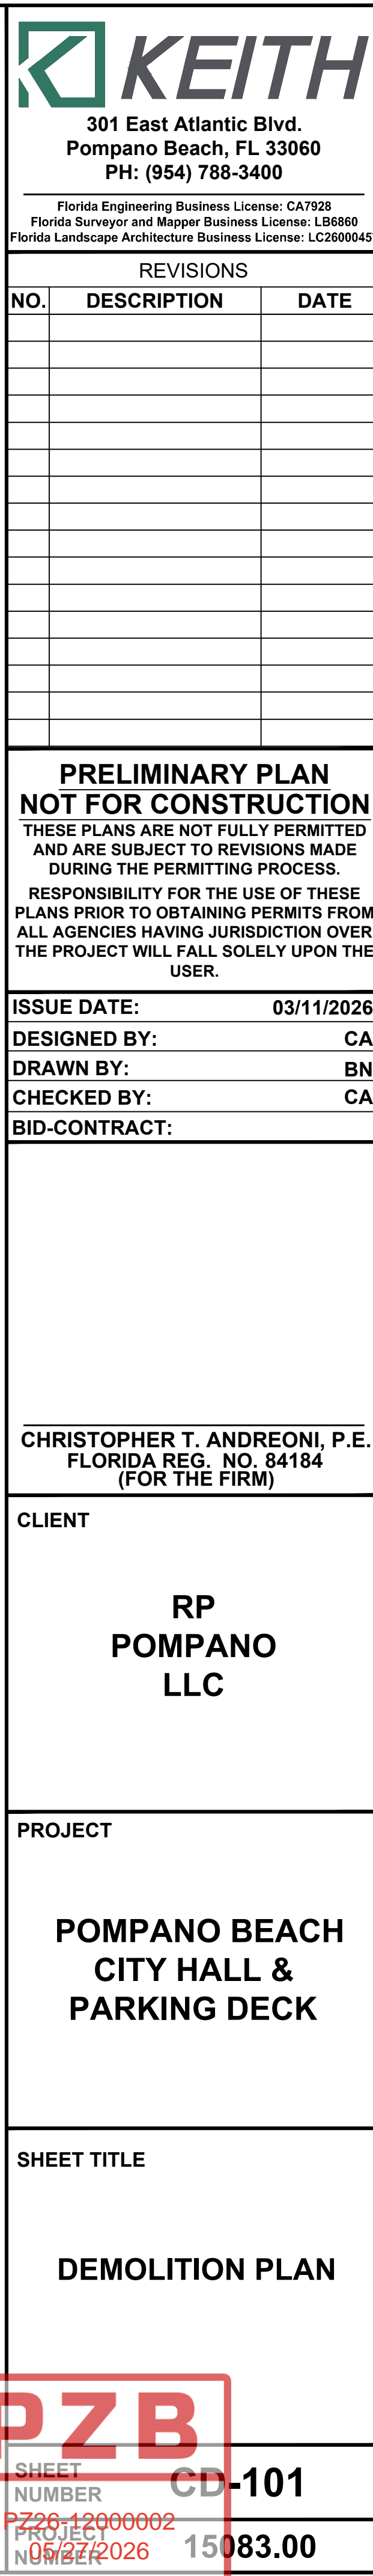 KEITH
301 East Atlantic Blvd.
Pompano Beach, FL 33060
PH: (954) 788-3400
Florida Engineering Business License: CA7928
Florida Surveyor and Mapper Business License: LB6860
Florida Landscape Architecture Business License: LC2600045
REVISIONS
NO. DESCRIPTION DATE
PRELIMINARY PLAN
NOT FOR CONSTRUCTION
THESE PLANS ARE NOT FULLY PERMITTED
AND ARE SUBJECT TO REVISIONS MADE
DURING THE PERMITTING PROCESS.
RESPONSIBILITY FOR THE USE OF THESE
PLANS PRIOR TO OBTAINING PERMITS FROM
ALL AGENCIES HAVING JURISDICTION OVER
THE PROJECT WILL FALL SOLELY UPON THE
USER.
ISSUE DATE: 03/11/2026
DESIGNED BY: CA
DRAWN BY: BN
CHECKED BY: CA
BID-CONTRACT:
CHRISTOPHER T. ANDREONI, P.E.
FLORIDA REG. NO. 84184
(FOR THE FIRM)
CLIENT
RP
POMPANO
LLC
PROJECT
POMPANO BEACH
CITY HALL &
PARKING DECK
SHEET TITLE
DEMOLITION PLAN
PZB
SHEET
NUMBER CD-101
PZ26-12000002
PROJECT
NUMBER 15083.00
05/27/2026